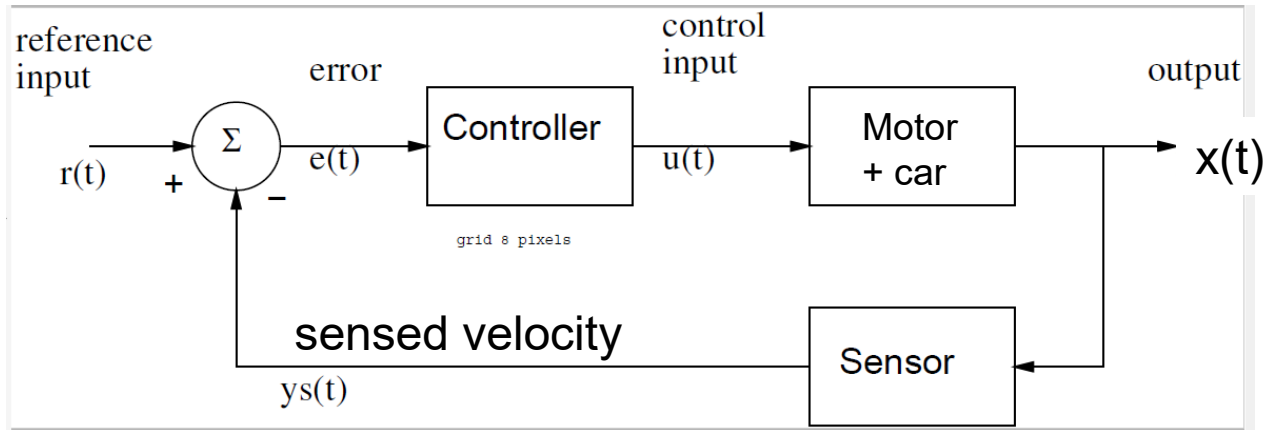 reference
input
error
control
input
output
Σ
Controller
Motor
+ car
r(t)
+
−
e(t)
u(t)
x(t)
grid 8 pixels
sensed velocity
Sensor
ys(t)